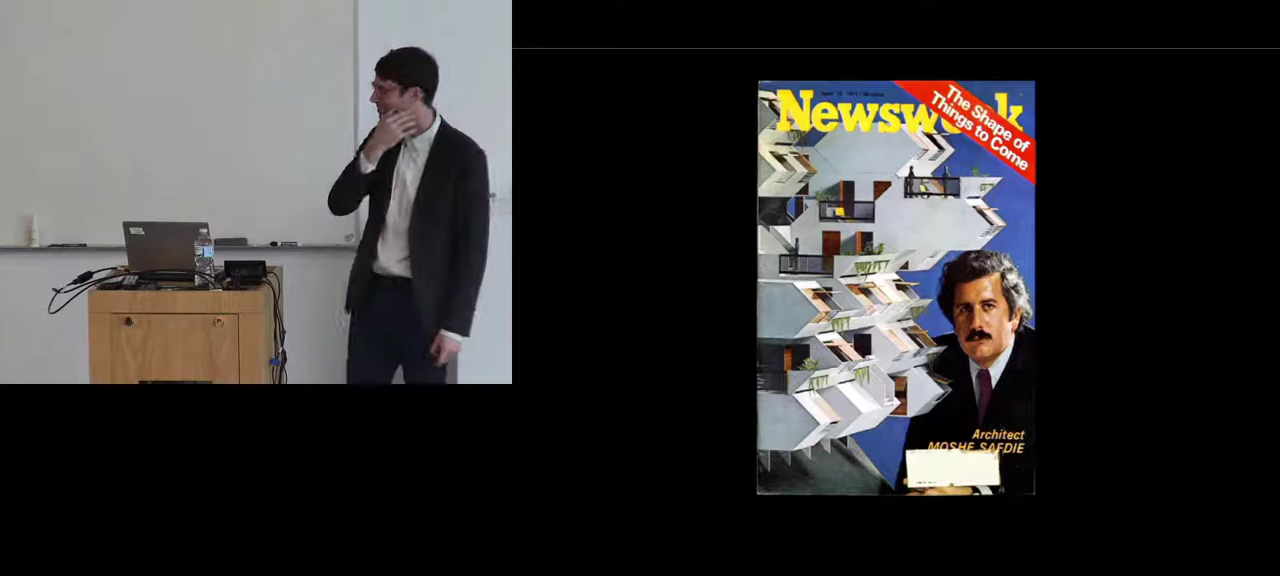 Newsweek
The Shape of
Things to Come
Architect
MOSHE SAFDIE